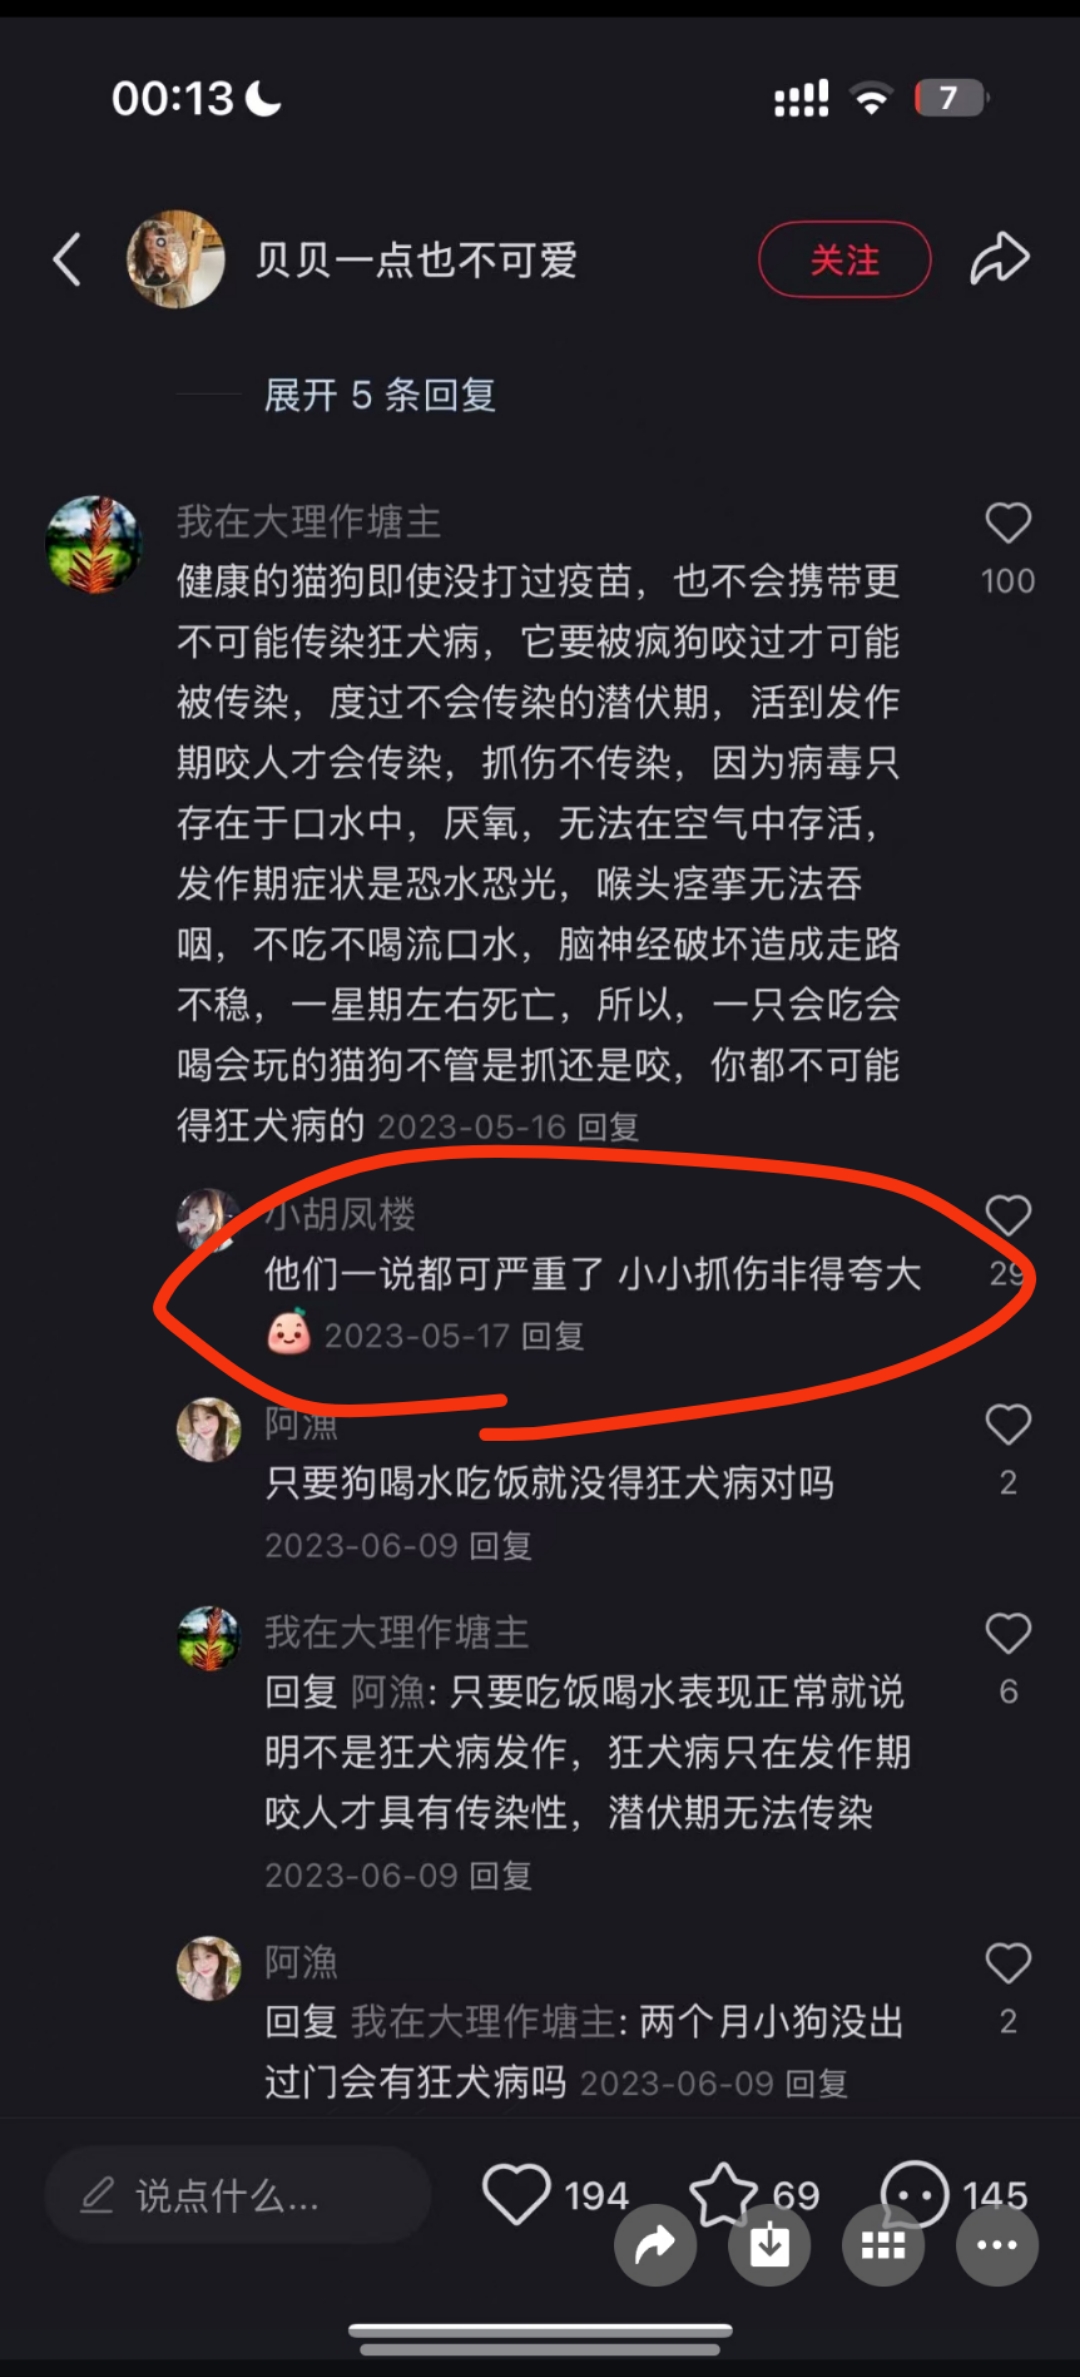 00:13
7
贝贝一点也不可爱
关注
展开 5 条回复
我在大理作塘主
健康的猫狗即使没打过疫苗，也不会携带更
100
不可能传染狂犬病，它要被疯狗咬过才可能
被传染，度过不会传染的潜伏期，活到发作
期咬人才会传染，抓伤不传染，因为病毒只
存在于口水中，厌氧，无法在空气中存活，
发作期症状是恐水恐光，喉头痉挛无法吞
咽，不吃不喝流口水，脑神经破坏造成走路
不稳，一星期左右死亡，所以，一只会吃会
喝会玩的猫狗不管是抓还是咬，你都不可能
得狂犬病的 2023-05-16 回复
小胡凤楼
他们一说都可严重了 小小抓伤非得夸大
29
2023-05-17 回复
阿漁
只要狗喝水吃饭就没得狂犬病对吗
2
2023-06-09 回复
我在大理作塘主
回复 阿漁: 只要吃饭喝水表现正常就说
6
明不是狂犬病发作，狂犬病只在发作期
咬人才具有传染性，潜伏期无法传染
2023-06-09 回复
阿漁
回复 我在大理作塘主: 两个月小狗没出
2
过门会有狂犬病吗 2023-06-09 回复
说点什么...
194
69
145